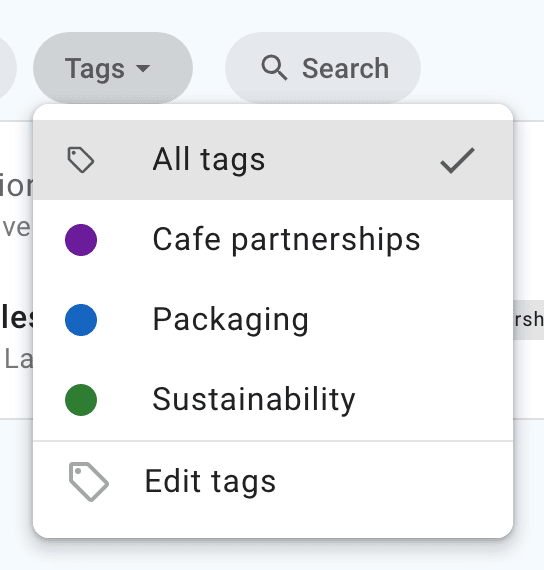 Tags
Search
All tags
Cafe partnerships
Packaging
Sustainability
Edit tags